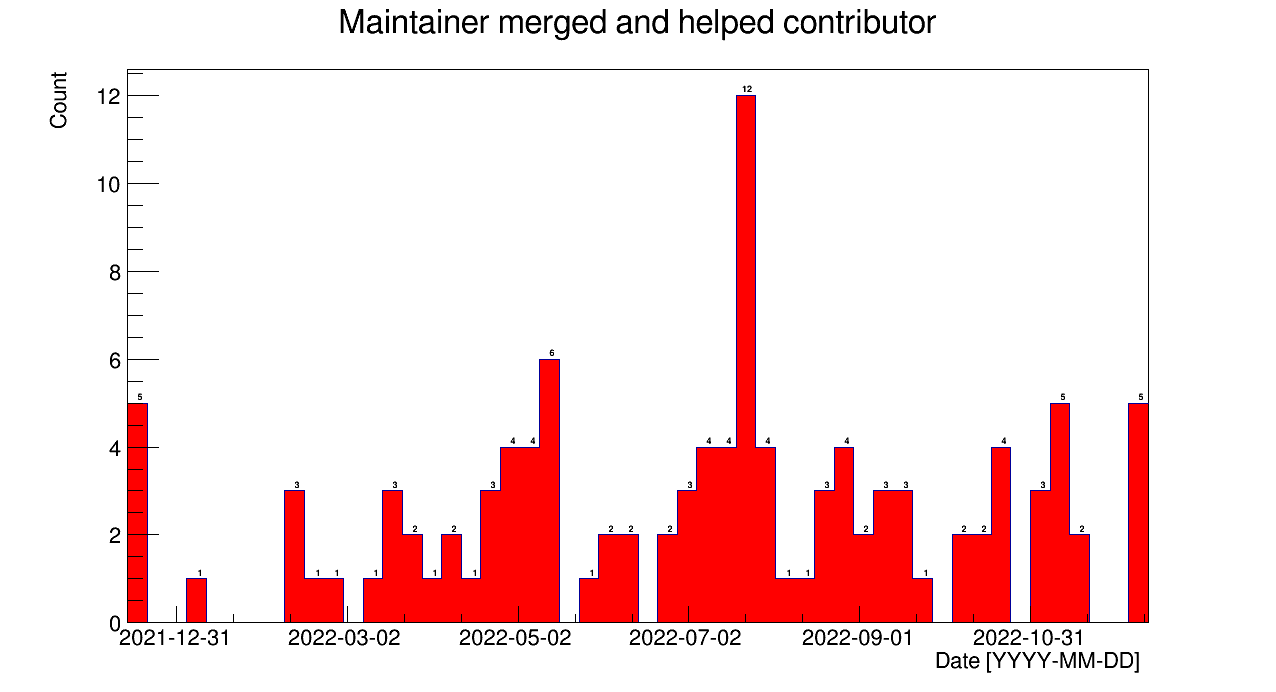 Maintainer merged and helped contributor
Count
12
10
8
6
4
2
0
5 1 3 1 1 1 3 2 1 2 1 3 4 4 6 1 2 2 2 3 4 4 12 4 1 1 3 4 2 3 3 1 2 2 4 3 5 2 5
2021-12-31 2022-03-02 2022-05-02 2022-07-02 2022-09-01 2022-10-31
Date [YYYY-MM-DD]